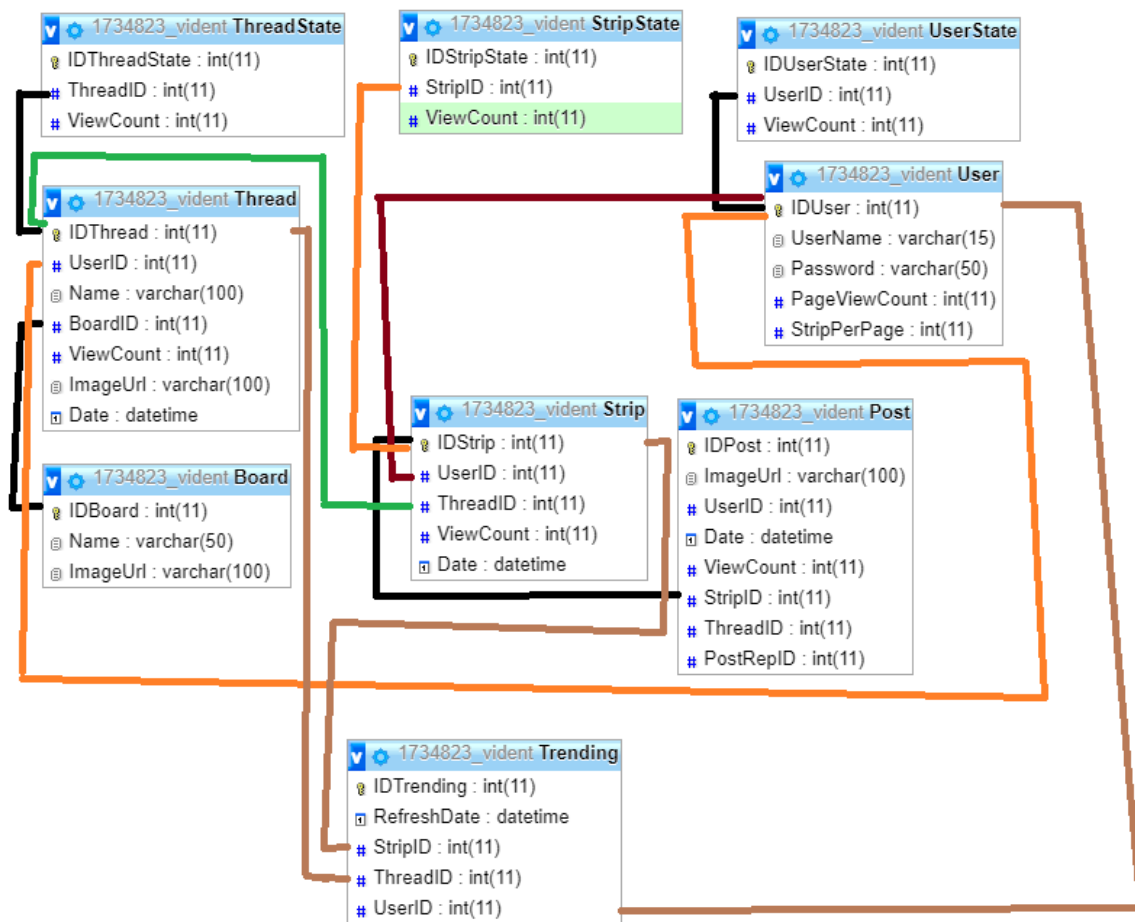 1734823_vident ThreadState
IDThreadState : int(11)
ThreadID : int(11)
ViewCount : int(11)
1734823_vident StripState
IDStripState : int(11)
StripID : int(11)
ViewCount : int(11)
1734823_vident UserState
IDUserState : int(11)
UserID : int(11)
ViewCount : int(11)
1734823_vident Thread
IDThread : int(11)
UserID : int(11)
Name : varchar(100)
BoardID : int(11)
ViewCount : int(11)
ImageUrl : varchar(100)
Date : datetime
1734823_vident User
IDUser : int(11)
UserName : varchar(15)
Password : varchar(50)
PageViewCount : int(11)
StripPerPage : int(11)
1734823_vident Board
IDBoard : int(11)
Name : varchar(50)
ImageUrl : varchar(100)
1734823_vident Strip
IDStrip : int(11)
UserID : int(11)
ThreadID : int(11)
ViewCount : int(11)
Date : datetime
1734823_vident Post
IDPost : int(11)
ImageUrl : varchar(100)
UserID : int(11)
Date : datetime
ViewCount : int(11)
StripID : int(11)
ThreadID : int(11)
PostRepID : int(11)
1734823_vident Trending
IDTrending : int(11)
RefreshDate : datetime
StripID : int(11)
ThreadID : int(11)
UserID : int(11)